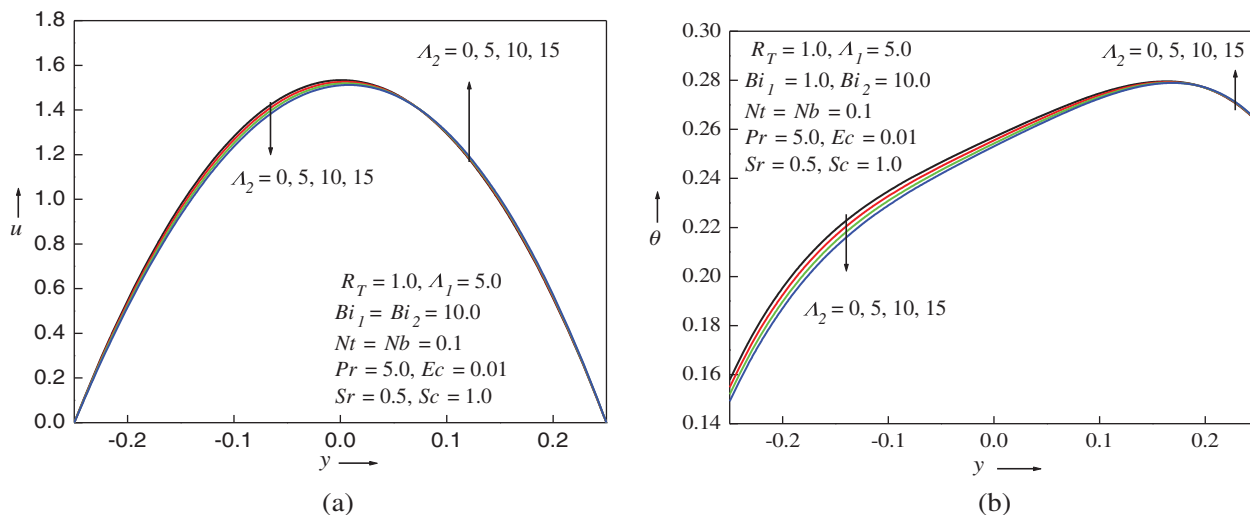 1.8
1.6
1.4
1.2
1.0
0.8
0.6
0.4
0.2
0.0
u
Λ₂ = 0, 5, 10, 15
Λ₂ = 0, 5, 10, 15
R_T = 1.0, Λ₁ = 5.0
Bi₁ = Bi₂ = 10.0
Nt = Nb = 0.1
Pr = 5.0, Ec = 0.01
Sr = 0.5, Sc = 1.0
-0.2 -0.1 0.0 0.1 0.2
y
(a)
0.30
0.28
0.26
0.24
0.22
0.20
0.18
0.16
0.14
θ
R_T = 1.0, Λ₁ = 5.0
Bi₁ = 1.0, Bi₂ = 10.0
Nt = Nb = 0.1
Pr = 5.0, Ec = 0.01
Sr = 0.5, Sc = 1.0
Λ₂ = 0, 5, 10, 15
Λ₂ = 0, 5, 10, 15
-0.2 -0.1 0.0 0.1 0.2
y
(b)